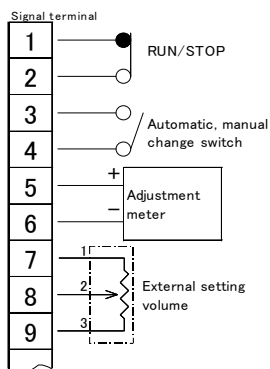 Signal terminal
1
RUN/STOP
2
3
Automatic, manual
change switch
4
5
+
Adjustment
meter
6
−
7
1
8
2
External setting
volume
9
3